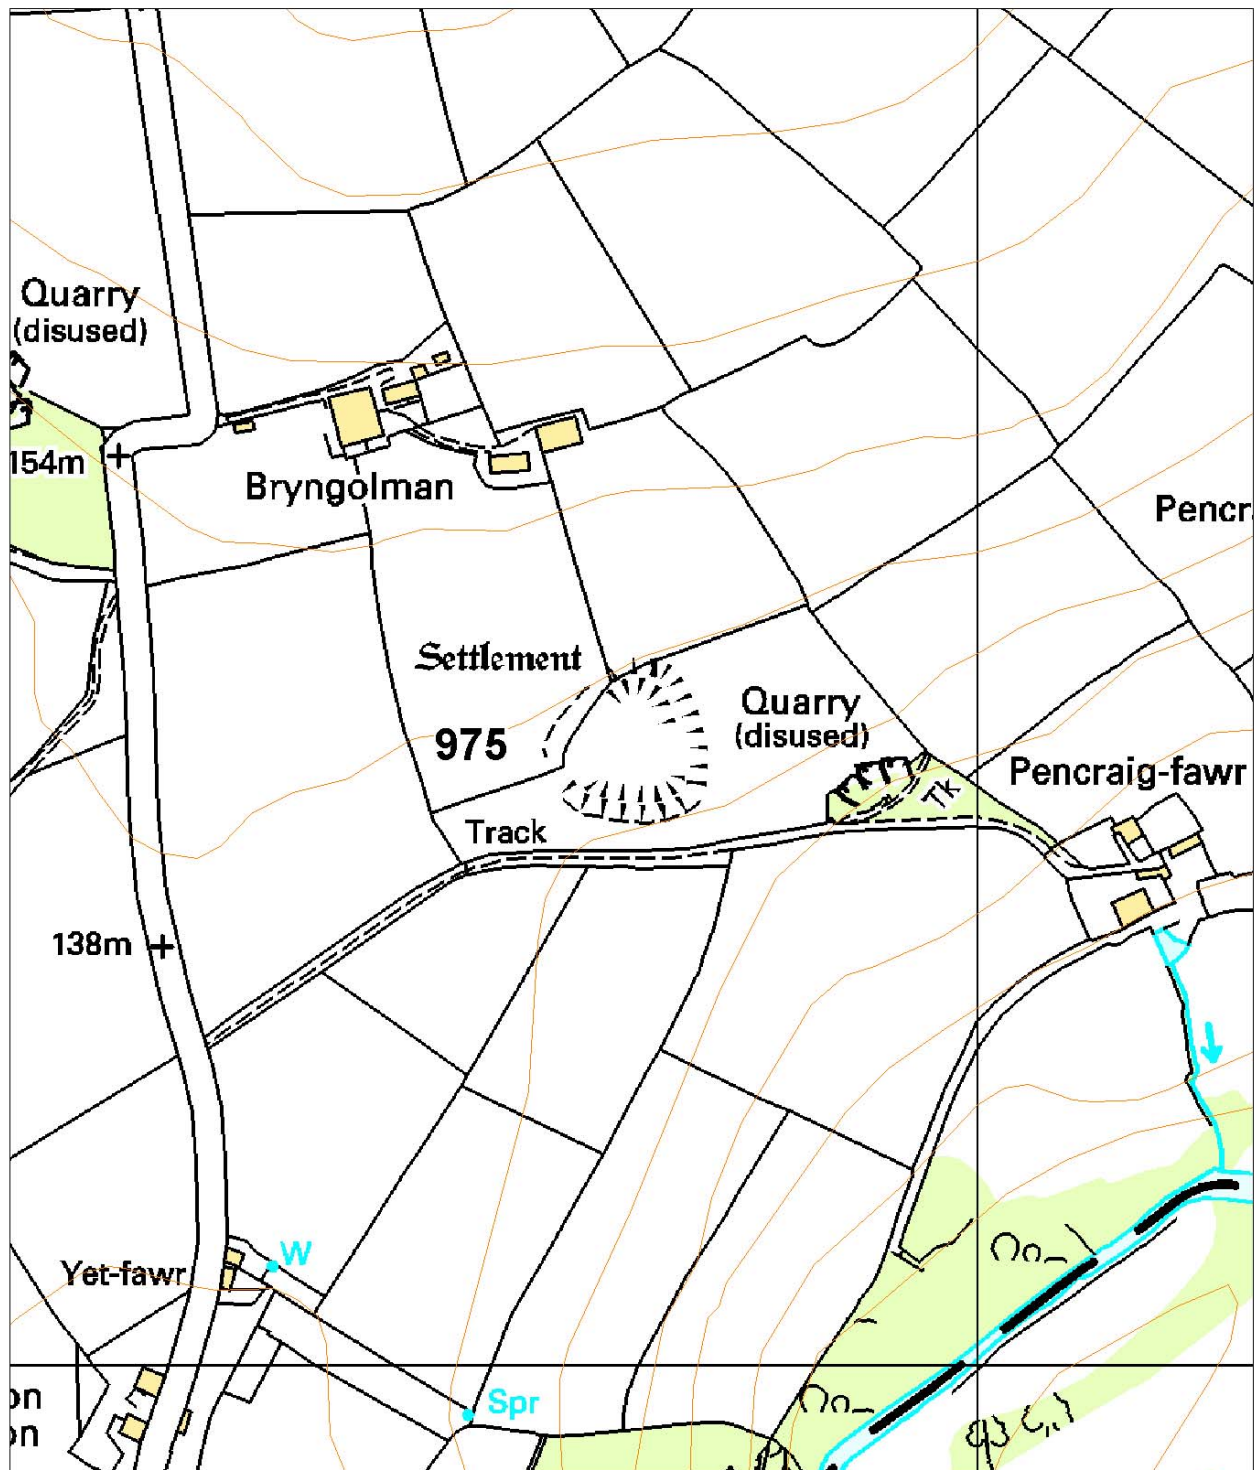 Quarry
(disused)
154m
Bryngolman
Pencr
Settlement
975
Quarry
(disused)
Pencraig-fawr
Tk
Track
138m
W
Yet-fawr
Spr
on
on